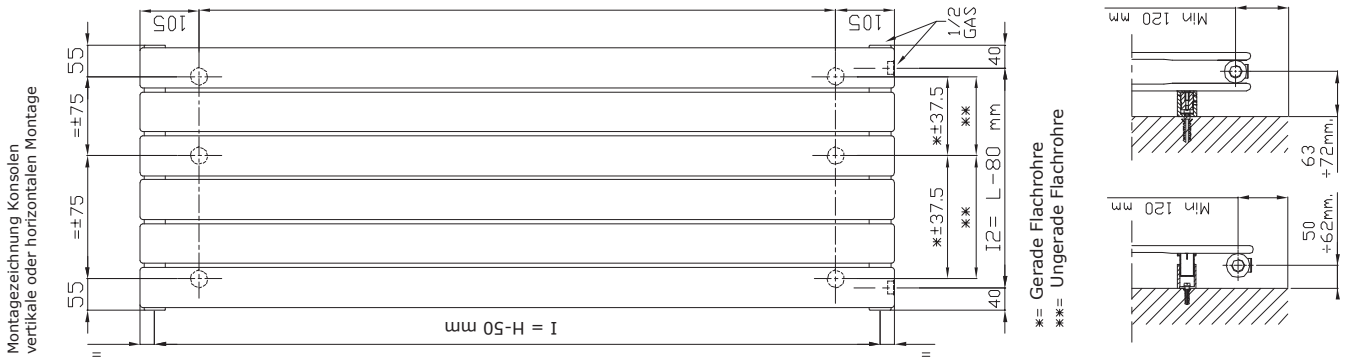 Montagezeichnung Konsolen
vertikale oder horizontalen Montage
105
105
1/2
GAS
55
=±75
=±75
55
40
*±37.5
**
*±37.5
**
I2= L-80 mm
40
I = H-50 mm
=
=
*= Gerade Flachrohre
**= Ungerade Flachrohre
Min 120 mm
63
÷72mm.
Min 120 mm
50
÷62mm.